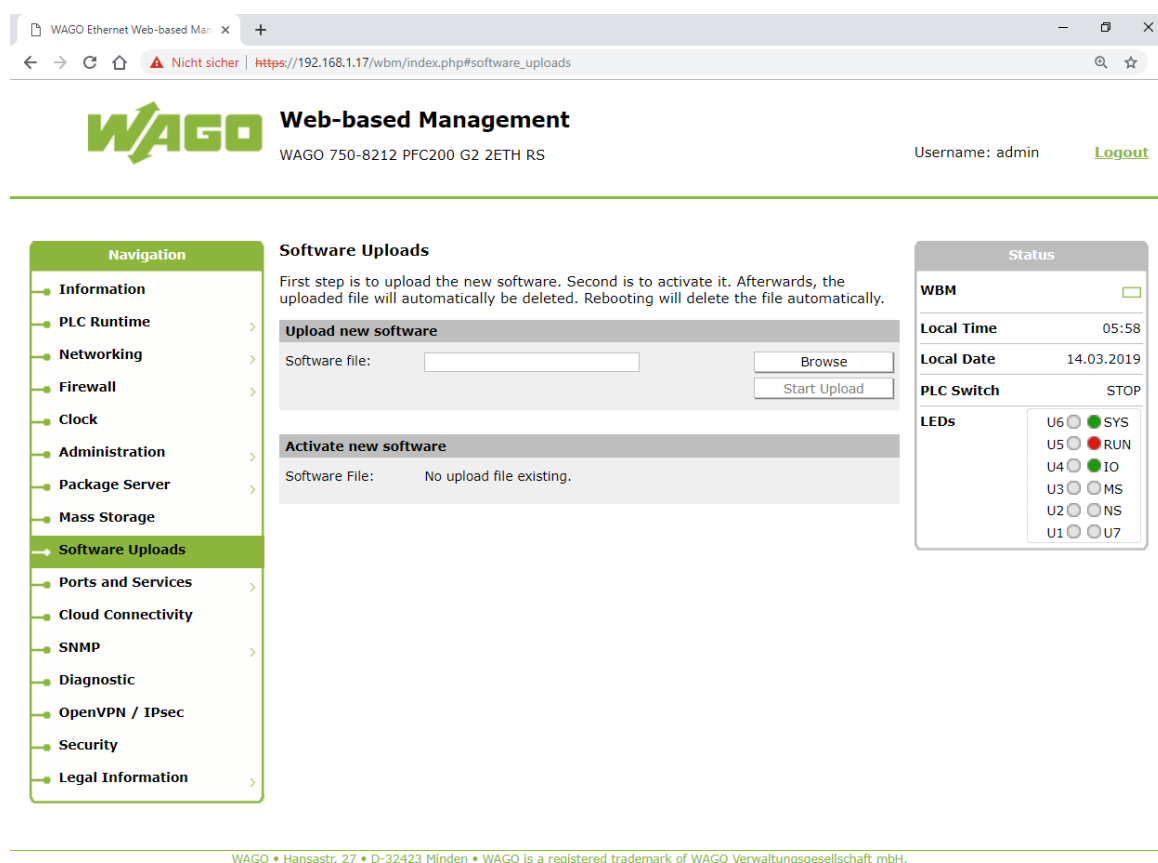 WAGO Ethernet Web-based Man
Nicht sicher | https://192.168.1.17/wbm/index.php#software_uploads
WAGO
Web-based Management
WAGO 750-8212 PFC200 G2 2ETH RS
Username: admin
Logout
Navigation
Information
PLC Runtime
Networking
Firewall
Clock
Administration
Package Server
Mass Storage
Software Uploads
Ports and Services
Cloud Connectivity
SNMP
Diagnostic
OpenVPN / IPsec
Security
Legal Information
Software Uploads
First step is to upload the new software. Second is to activate it. Afterwards, the
uploaded file will automatically be deleted. Rebooting will delete the file automatically.
Upload new software
Software file:
Browse
Start Upload
Activate new software
Software File: No upload file existing.
Status
WBM
Local Time 05:58
Local Date 14.03.2019
PLC Switch STOP
LEDs U6 SYS
U5 RUN
U4 IO
U3 MS
U2 NS
U1 U7
WAGO • Hansastr. 27 • D-32423 Minden • WAGO is a registered trademark of WAGO Verwaltungsgesellschaft mbH.